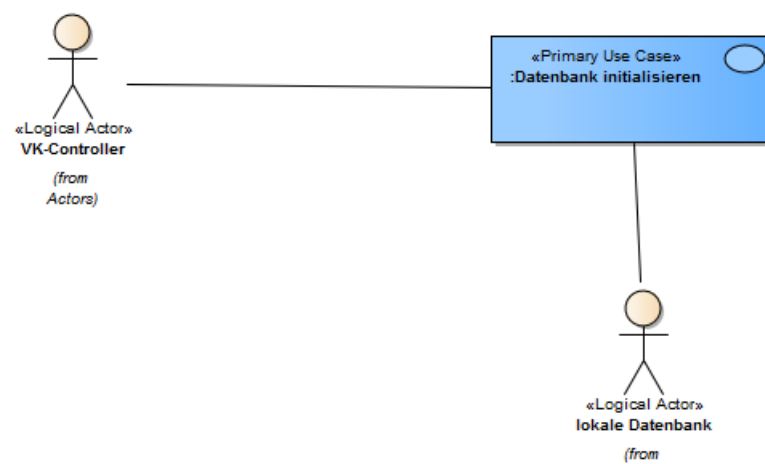 «Primary Use Case»
:Datenbank initialisieren
«Logical Actor»
VK-Controller
(from
Actors)
«Logical Actor»
lokale Datenbank
(from